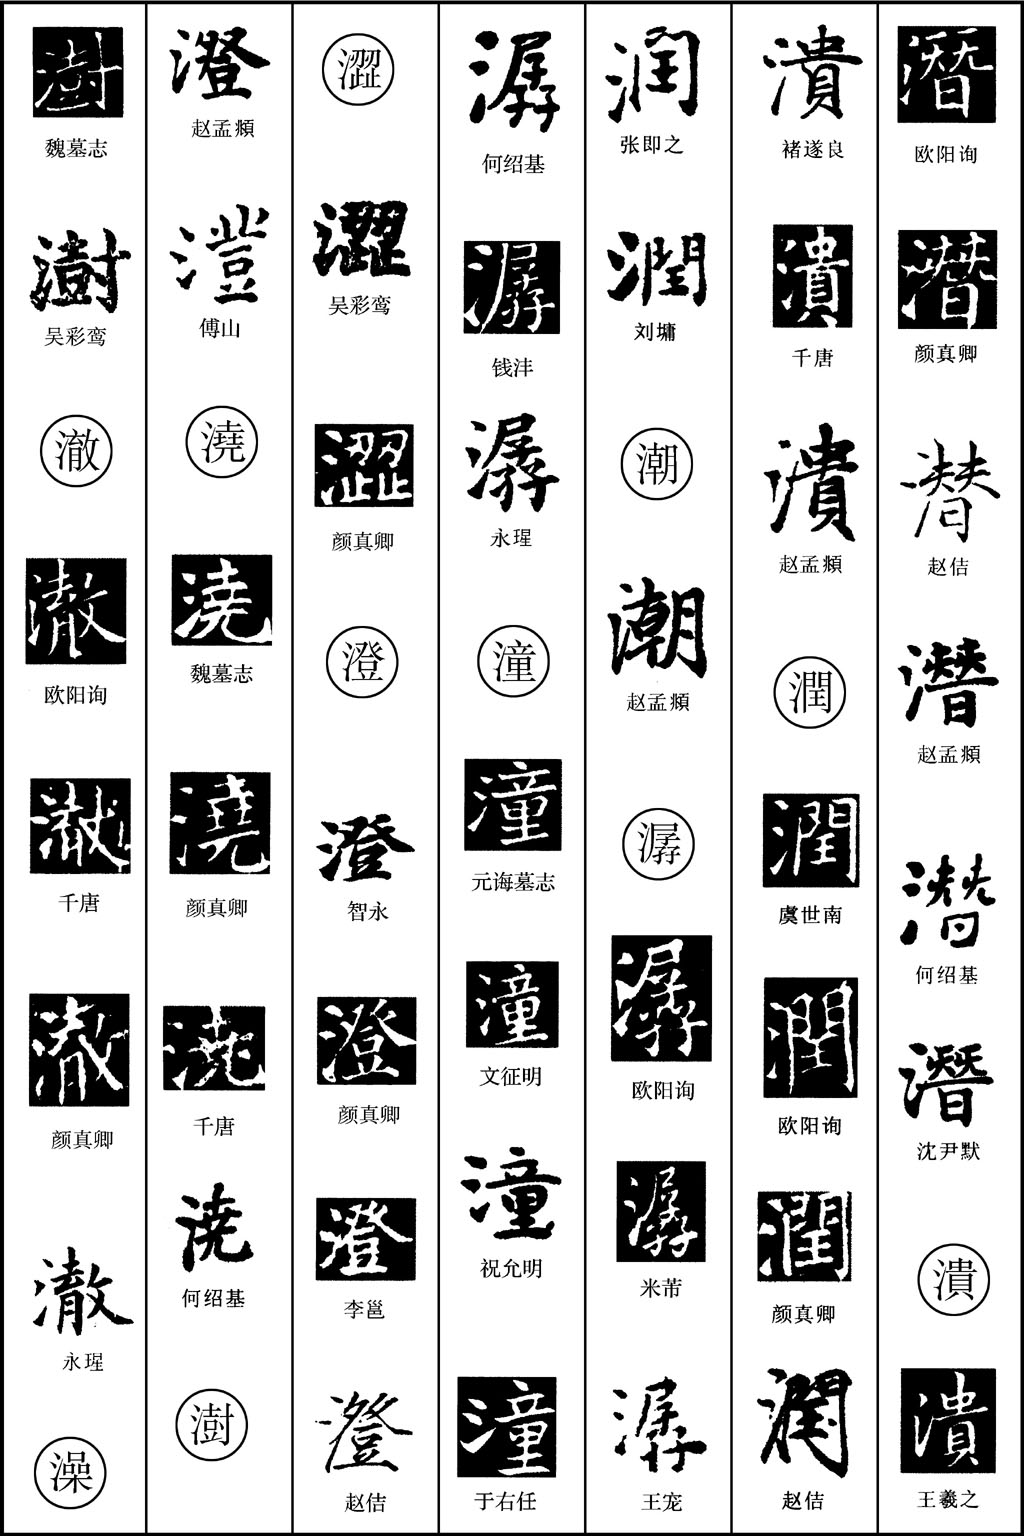 潛
欧阳询
潛
颜真卿
潜
赵佶
潛
赵孟頫
潛
何绍基
潛
沈尹默
潰
潰
王羲之
潰
褚遂良
潰
千唐
潰
赵孟頫
潤
潤
虞世南
潤
欧阳询
潤
颜真卿
潤
赵佶
潤
张即之
潤
刘墉
潮
潮
赵孟頫
潺
潺
欧阳询
潺
米芾
潺
王宠
潺
何绍基
潺
钱沣
潺
永瑆
潼
潼
元诲墓志
潼
文征明
潼
祝允明
潼
于右任
澀
澀
吴彩鸾
澀
颜真卿
澄
澄
智永
澄
颜真卿
澄
李邕
澄
赵佶
澄
赵孟頫
澄
傅山
澆
澆
魏墓志
澆
颜真卿
澆
千唐
澆
何绍基
澍
澍
魏墓志
澍
吴彩鸾
澈
澈
欧阳询
澈
千唐
澈
颜真卿
澈
永瑆
澡